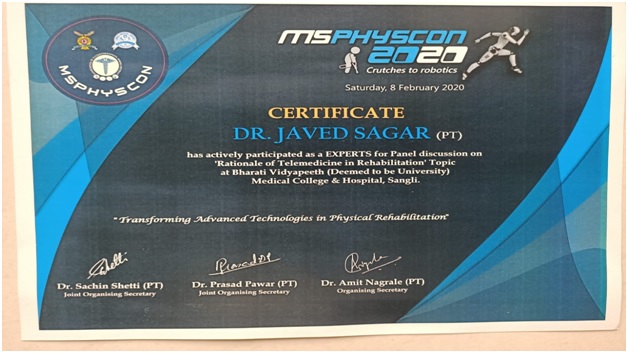 MSPHYSCON
MSPHYSCON
2020
Crutches to robotics
Saturday, 8 February 2020
CERTIFICATE
DR. JAVED SAGAR (PT)
has actively participated as a EXPERTS for Panel discussion on
'Rationale of Telemedicine in Rehabilitation' Topic
at Bharati Vidyapeeth (Deemed to be University)
Medical College & Hospital, Sangli.
"Transforming Advanced Technologies in Physical Rehabilitation"
Dr. Sachin Shetti (PT)
Joint Organising Secretary
Dr. Prasad Pawar (PT)
Joint Organising Secretary
Dr. Amit Nagrale (PT)
Organising Secretary